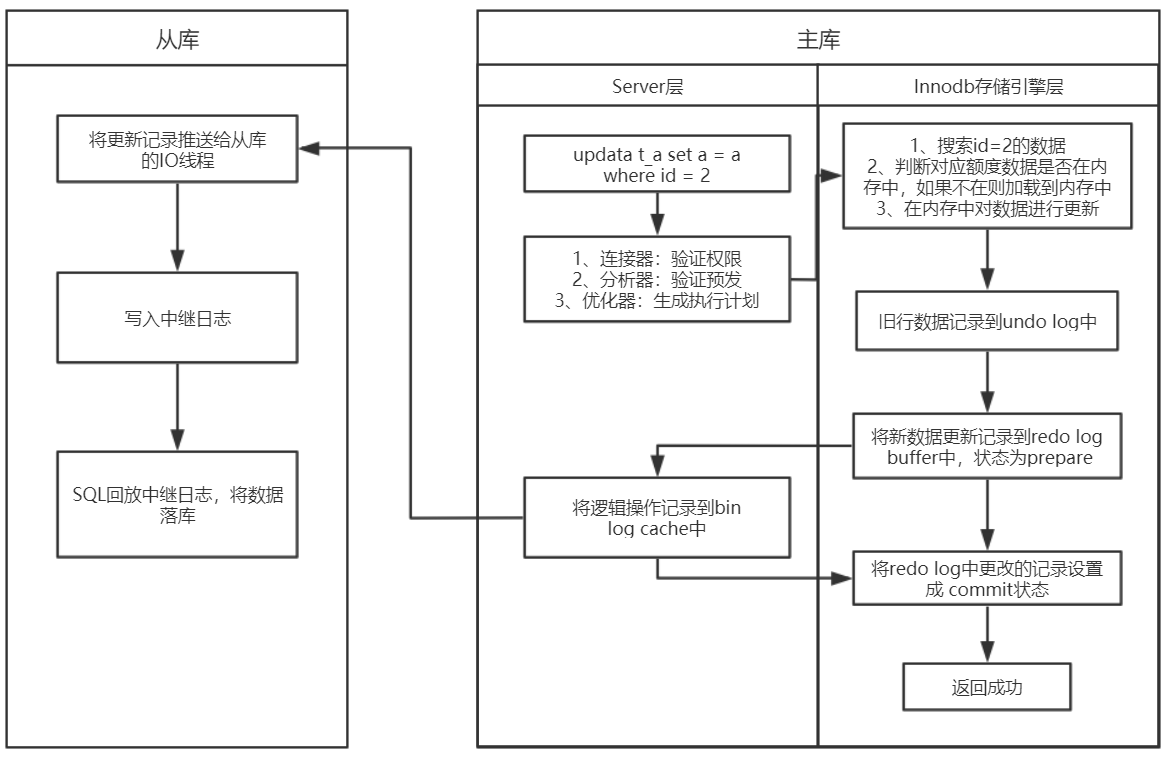 从库
将更新记录推送给从库
的IO线程
写入中继日志
SQL回放中继日志，将数据
落库
主库
Server层
updata t_a set a = a
where id = 2
1、连接器：验证权限
2、分析器：验证预发
3、优化器：生成执行计划
将逻辑操作记录到bin
log cache中
Innodb存储引擎层
1、搜索id=2的数据
2、判断对应额度数据是否在内
存中，如果不在则加载到内存中
3、在内存中对数据进行更新
旧行数据记录到undo log中
将新数据更新记录到redo log
buffer中，状态为prepare
将redo log中更改的记录设置
成 commit状态
返回成功